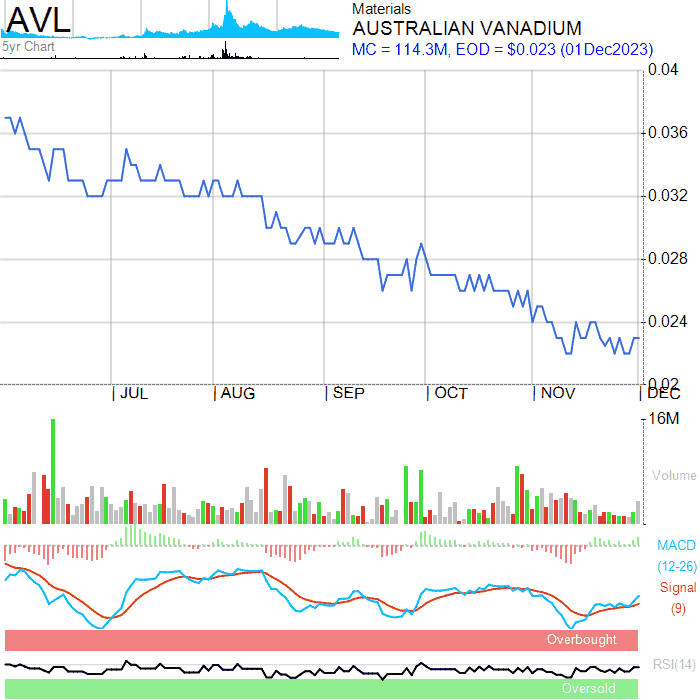 AVL
5yr Chart
Materials
AUSTRALIAN VANADIUM
MC = 114.3M, EOD = $0.023 (01Dec2023)
0.04
0.036
0.032
0.028
0.024
0.02
JUL AUG SEP OCT NOV DEC
16M
Volume
MACD
(12-26)
Signal
(9)
Overbought
RSI(14)
Oversold